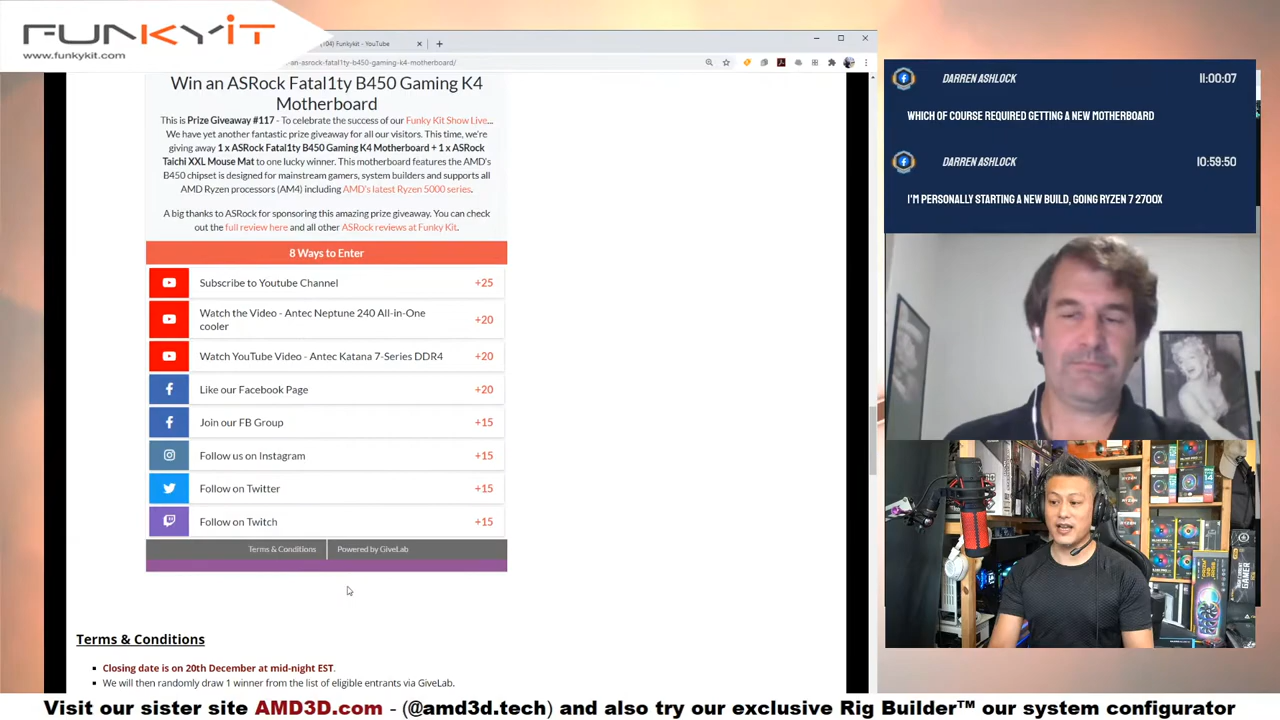 FUNKYiT
www.funkykit.com
04) Funkykit - YouTube
-an-asrock-fatal1ty-b450-gaming-k4-motherboard/
Win an ASRock Fatal1ty B450 Gaming K4
Motherboard
This is Prize Giveaway #117 - To celebrate the success of our Funky Kit Show Live...
We have yet another fantastic prize giveaway for all our visitors. This time, we're
giving away 1 x ASRock Fatal1ty B450 Gaming K4 Motherboard + 1 x ASRock
Taichi XXL Mouse Mat to one lucky winner. This motherboard features the AMD's
B450 chipset is designed for mainstream gamers, system builders and supports all
AMD Ryzen processors (AM4) including AMD's latest Ryzen 5000 series.
A big thanks to ASRock for sponsoring this amazing prize giveaway. You can check
out the full review here and all other ASRock reviews at Funky Kit.
8 Ways to Enter
Subscribe to Youtube Channel +25
Watch the Video - Antec Neptune 240 All-in-One
cooler +20
Watch YouTube Video - Antec Katana 7-Series DDR4 +20
Like our Facebook Page +20
Join our FB Group +15
Follow us on Instagram +15
Follow on Twitter +15
Follow on Twitch +15
Terms & Conditions Powered by GiveLab
Terms & Conditions
Closing date is on 20th December at mid-night EST.
We will then randomly draw 1 winner from the list of eligible entrants via GiveLab.
DARREN ASHLOCK 11:00:07
WHICH OF COURSE REQUIRED GETTING A NEW MOTHERBOARD
DARREN ASHLOCK 10:59:50
I'M PERSONALLY STARTING A NEW BUILD, GOING RYZEN 7 2700X
Visit our sister site AMD3D.com - (@amd3d.tech) and also try our exclusive Rig Builder™ our system configurator